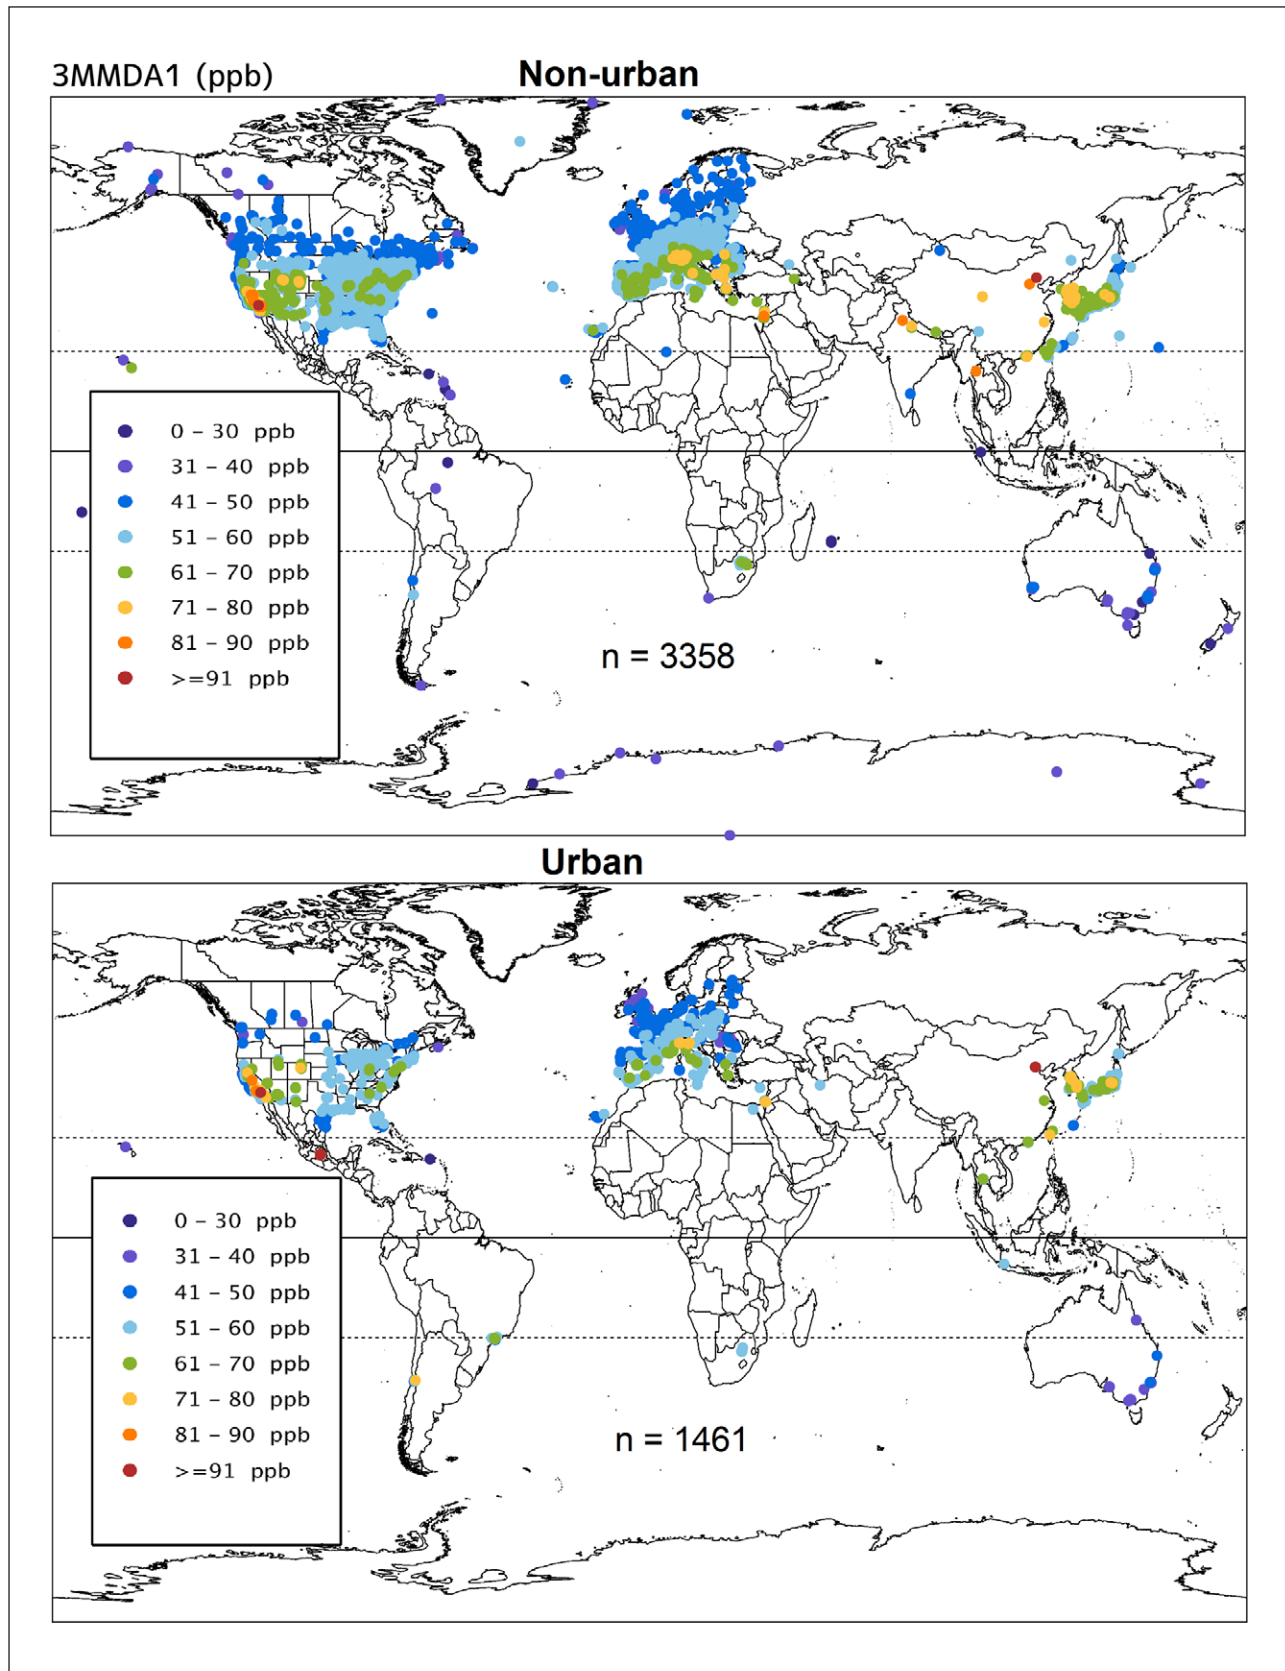 3MMDA1 (ppb)
Non-urban
0 – 30 ppb
31 – 40 ppb
41 – 50 ppb
51 – 60 ppb
61 – 70 ppb
71 – 80 ppb
81 – 90 ppb
>=91 ppb
n = 3358
Urban
0 – 30 ppb
31 – 40 ppb
41 – 50 ppb
51 – 60 ppb
61 – 70 ppb
71 – 80 ppb
81 – 90 ppb
>=91 ppb
n = 1461